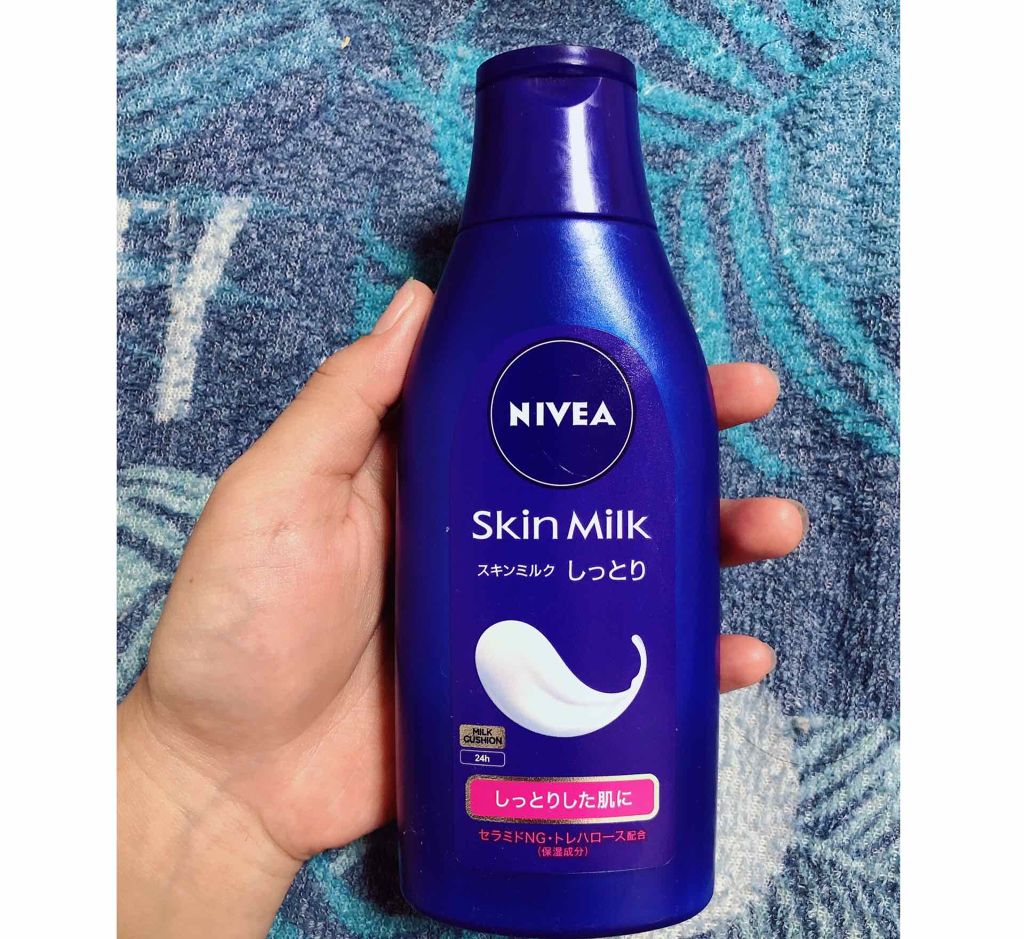 NIVEA
Skin Milk
スキンミルク しっとり
MILK
CUSHION
24h
しっとりした肌に
セラミドNG・トレハロース配合
(保湿成分)